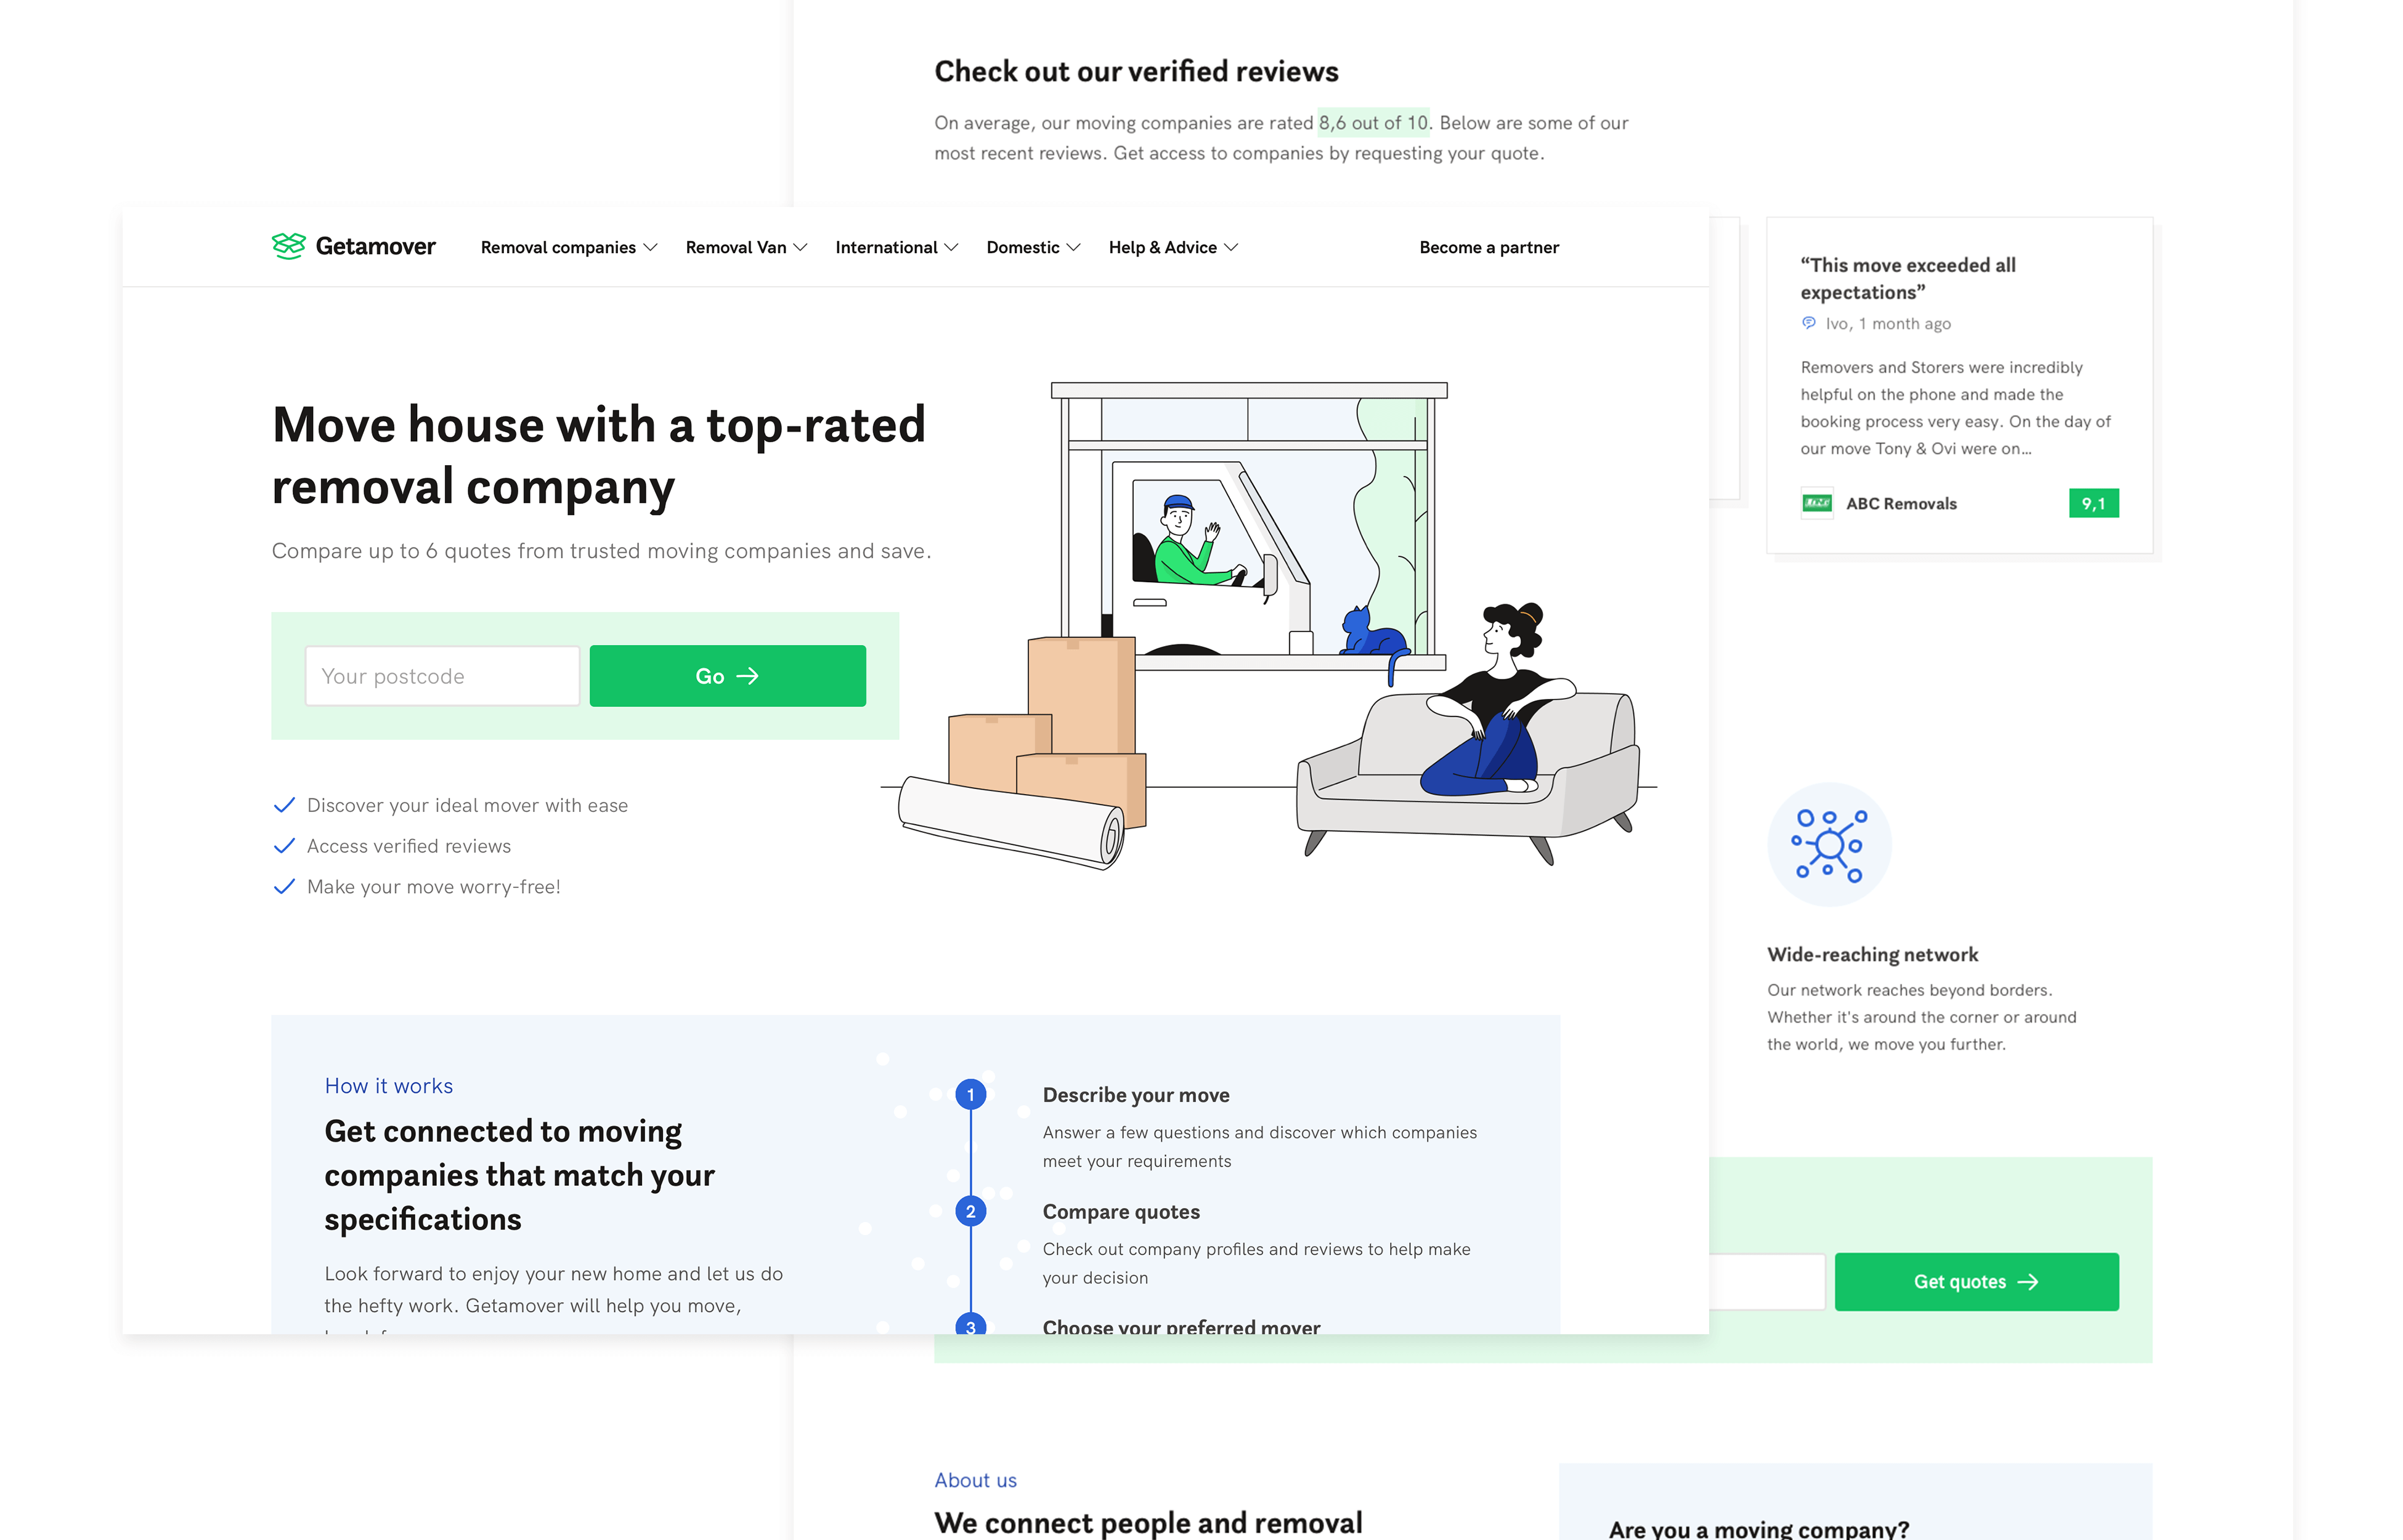 Check out our verified reviews
On average, our moving companies are rated 8,6 out of 10. Below are some of our
most recent reviews. Get access to companies by requesting your quote.
Getamover
Removal companies
Removal Van
International
Domestic
Help & Advice
Become a partner
Move house with a top-rated
removal company
Compare up to 6 quotes from trusted moving companies and save.
Your postcode
Go
Discover your ideal mover with ease
Access verified reviews
Make your move worry-free!
How it works
Get connected to moving
companies that match your
specifications
Look forward to enjoy your new home and let us do
the hefty work. Getamover will help you move,
1
Describe your move
Answer a few questions and discover which companies
meet your requirements
2
Compare quotes
Check out company profiles and reviews to help make
your decision
3
Choose your preferred mover
“This move exceeded all
expectations”
Ivo, 1 month ago
Removers and Storers were incredibly
helpful on the phone and made the
booking process very easy. On the day of
our move Tony & Ovi were on...
ABC Removals
9,1
Wide-reaching network
Our network reaches beyond borders.
Whether it's around the corner or around
the world, we move you further.
Get quotes
About us
We connect people and removal
Are you a moving company?